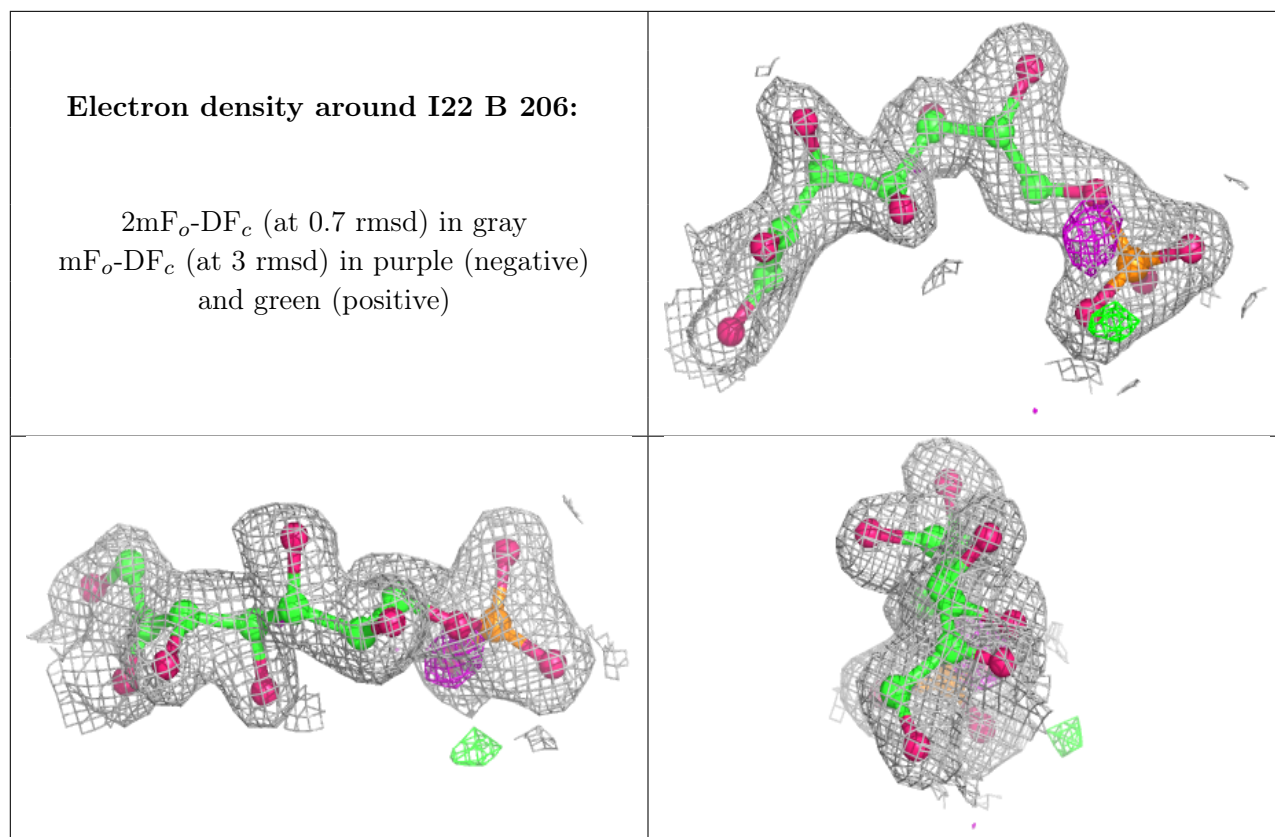 Electron density around I22 B 206:
2mFo-DFc (at 0.7 rmsd) in gray
mFo-DFc (at 3 rmsd) in purple (negative)
and green (positive)